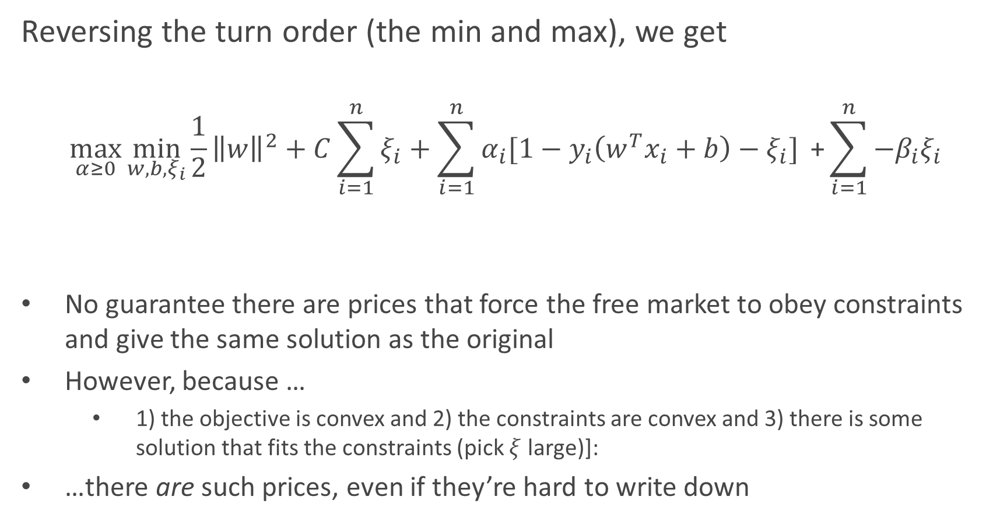 Reversing the turn order (the min and max), we get
$$\max_{\alpha \geq 0} \min_{w,b,\xi_i} \frac{1}{2}\|w\|^2 + C\sum_{i=1}^{n} \xi_i + \sum_{i=1}^{n} \alpha_i[1 - y_i(w^T x_i + b) - \xi_i] + \sum_{i=1}^{n} -\beta_i\xi_i$$
• No guarantee there are prices that force the free market to obey constraints
and give the same solution as the original
• However, because ...
• 1) the objective is convex and 2) the constraints are convex and 3) there is some
solution that fits the constraints (pick ξ large)]:
• ...there are such prices, even if they’re hard to write down